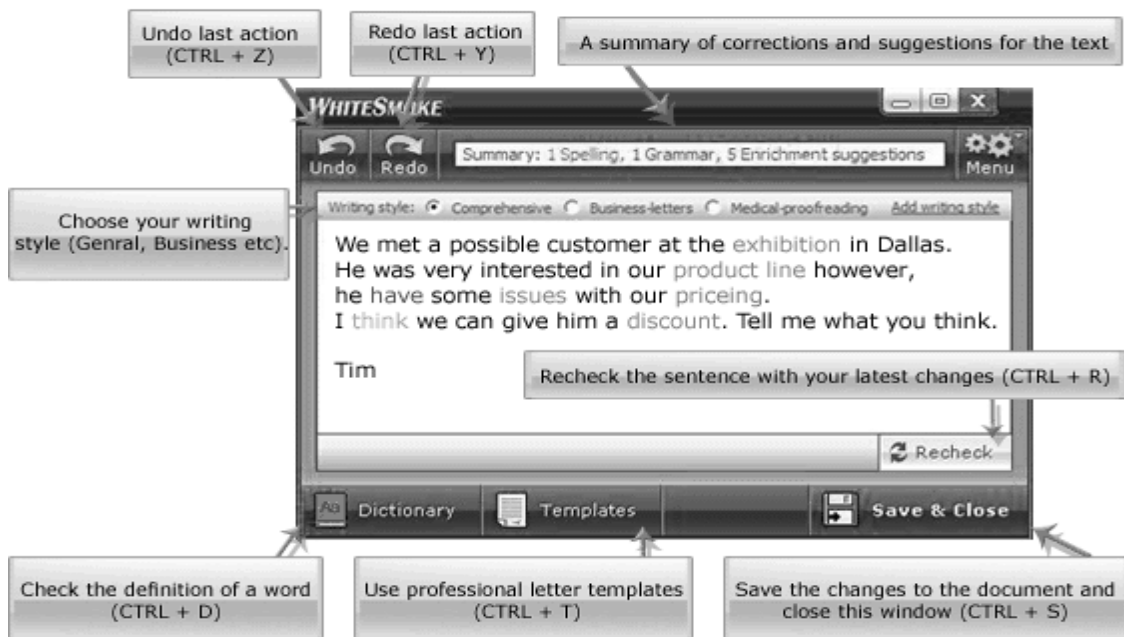 Undo last action
(CTRL + Z)
Redo last action
(CTRL + Y)
A summary of corrections and suggestions for the text
WHITESMOKE
Undo
Redo
Summary: 1 Spelling, 1 Grammar, 5 Enrichment suggestions
Menu
Choose your writing
style (Genral, Business etc).
Writing style: Comprehensive Business-letters Medical-proofreading Add writing style
We met a possible customer at the exhibition in Dallas.
He was very interested in our product line however,
he have some issues with our priceing.
I think we can give him a discount. Tell me what you think.
Tim
Recheck the sentence with your latest changes (CTRL + R)
Recheck
Aa Dictionary
Templates
Save & Close
Check the definition of a word
(CTRL + D)
Use professional letter templates
(CTRL + T)
Save the changes to the document and
close this window (CTRL + S)